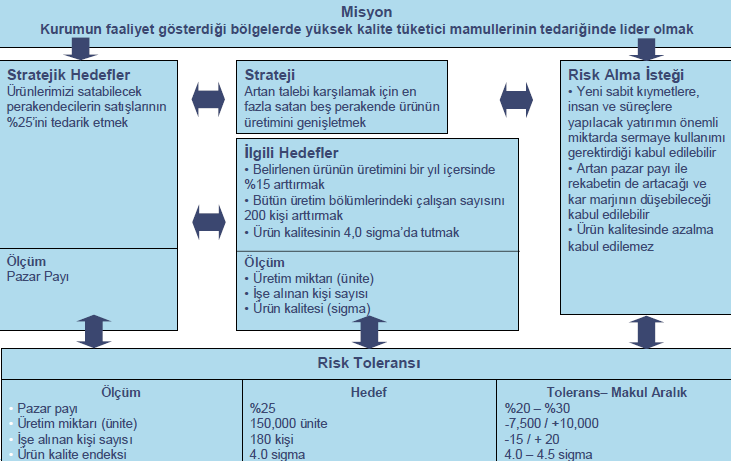 Misyon
Kurumun faaliyet gösterdiği bölgelerde yüksek kalite tüketici mamullerinin tedariğinde lider olmak
Stratejik Hedefler
Ürünlerimizi satabilecek
perakendecilerin satışlarının
%25'ini tedarik etmek
Ölçüm
Pazar Payı
Strateji
Artan talebi karşılamak için en
fazla satan beş perakende ürünün
üretimini genişletmek
İlgili Hedefler
• Belirlenen ürünün üretimini bir yıl içersinde
%15 arttırmak
• Bütün üretim bölümlerindeki çalışan sayısını
200 kişi arttırmak
• Ürün kalitesinin 4,0 sigma'da tutmak
Ölçüm
• Üretim miktarı (ünite)
• İşe alınan kişi sayısı
• Ürün kalitesi (sigma)
Risk Alma İsteği
• Yeni sabit kıymetlere,
insan ve süreçlere
yapılacak yatırımın önemli
miktarda sermaye kullanımı
gerektirdiği kabul edilebilir
• Artan pazar payı ile
rekabetin de artacağı ve
kar marjının düşebileceği
kabul edilebilir
• Ürün kalitesinde azalma
kabul edilemez
Risk Toleransı
Ölçüm Hedef Tolerans– Makul Aralık
• Pazar payı %25 %20 – %30
• Üretim miktarı (ünite) 150,000 ünite -7,500 / +10,000
• İşe alınan kişi sayısı 180 kişi -15 / + 20
• Ürün kalite endeksi 4.0 sigma 4.0 – 4.5 sigma